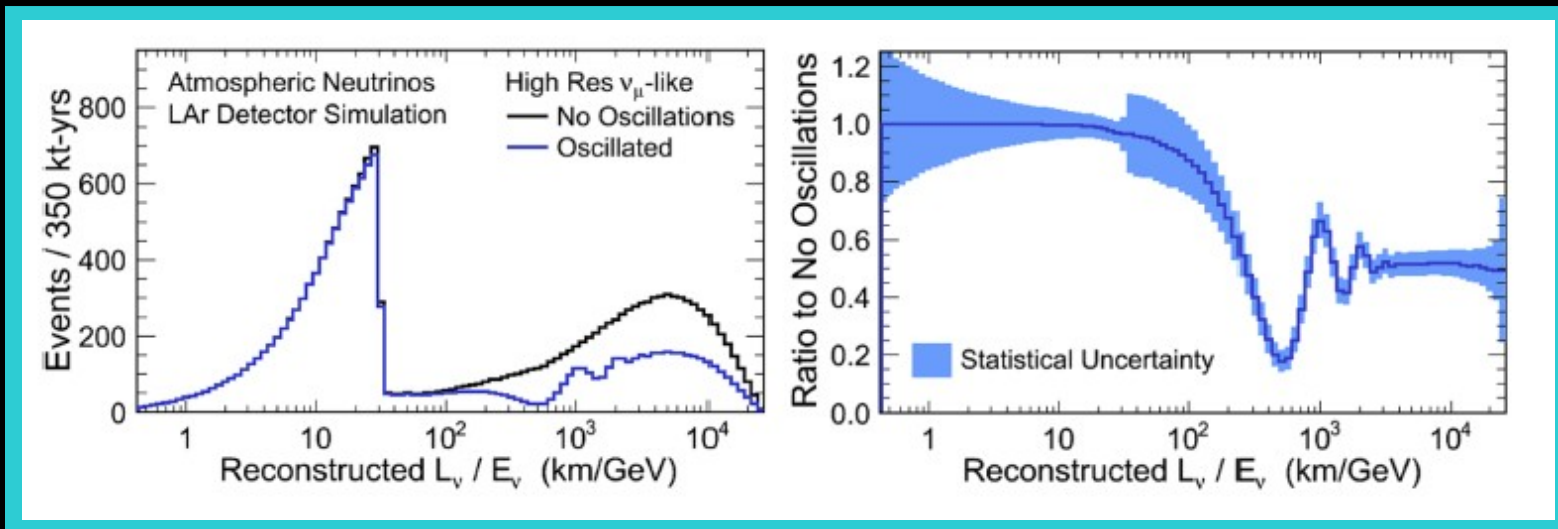 Atmospheric Neutrinos
LAr Detector Simulation
High Res νμ-like
No Oscillations
Oscillated
Events / 350 kt-yrs
800
600
400
200
0
1
10
10²
10³
10⁴
Reconstructed Lν / Eν (km/GeV)
Ratio to No Oscillations
1.2
1.0
0.8
0.6
0.4
0.2
0.0
Statistical Uncertainty
1
10
10²
10³
10⁴
Reconstructed Lν / Eν (km/GeV)